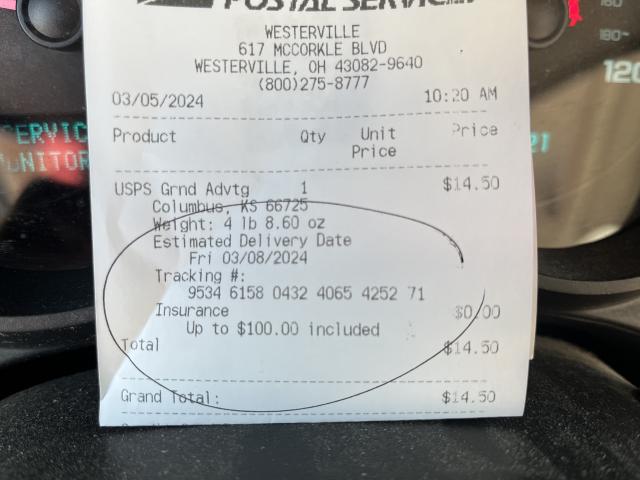 POSTAL SERVICE
WESTERVILLE
617 MCCORKLE BLVD
WESTERVILLE, OH 43082-9640
(800)275-8777
03/05/2024 10:20 AM
Product Qty Unit Price
Price
USPS Grnd Advtg 1 $14.50
Columbus, KS 66725
Weight: 4 lb 8.60 oz
Estimated Delivery Date
Fri 03/08/2024
Tracking #:
9534 6158 0432 4065 4252 71
Insurance $0.00
Up to $100.00 included
Total $14.50
Grand Total: $14.50
180
120